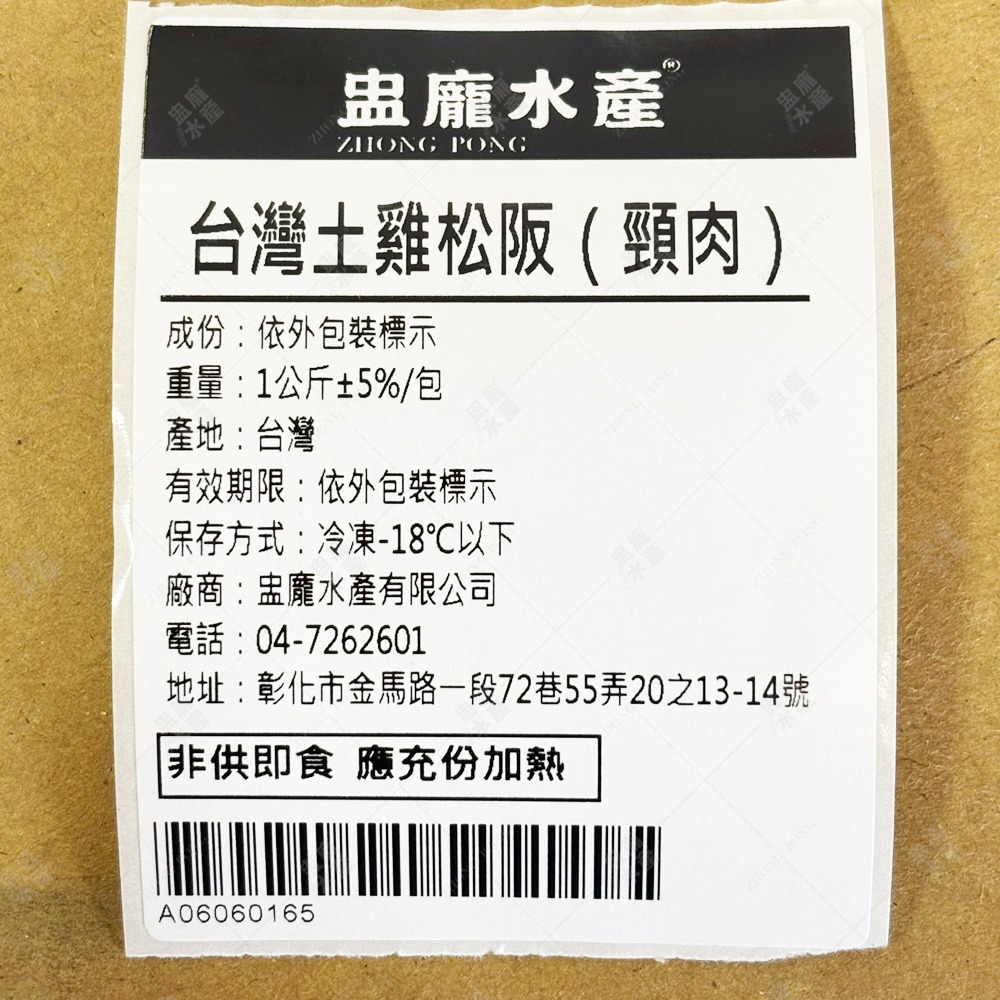 盅龐水產®
ZHONG PONG
台灣土雞松阪（頸肉）
成份：依外包裝標示
重量：1公斤±5%/包
產地：台灣
有效期限：依外包裝標示
保存方式：冷凍-18℃以下
廠商：盅龐水產有限公司
電話：04-7262601
地址：彰化市金馬路一段72巷55弄20之13-14號
非供即食 應充份加熱
A06060165